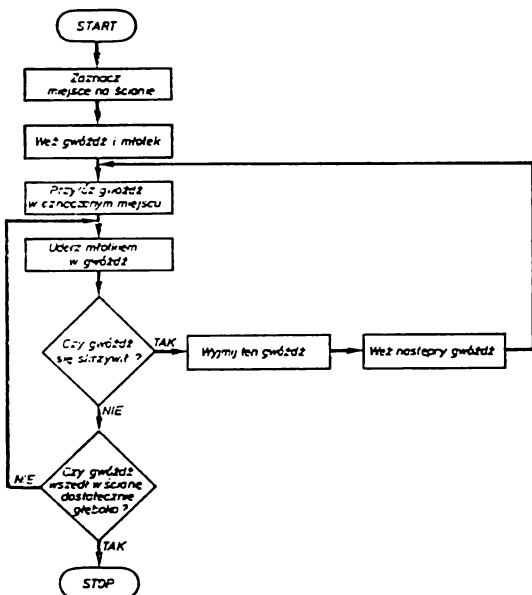 START
Zaznacz
miejsce na ścianie
Weź gwóźdź i młotek
Przyłóż gwóźdź
w oznaczonym miejscu
Uderz młotkiem
w gwóźdź
Czy gwóźdź
się skrzywił ?
TAK
Wyjmij ten gwóźdź
Weź następny gwóźdź
NIE
Czy gwóźdź
wszedł w ścianę
dostatecznie
głęboko ?
NIE
TAK
STOP